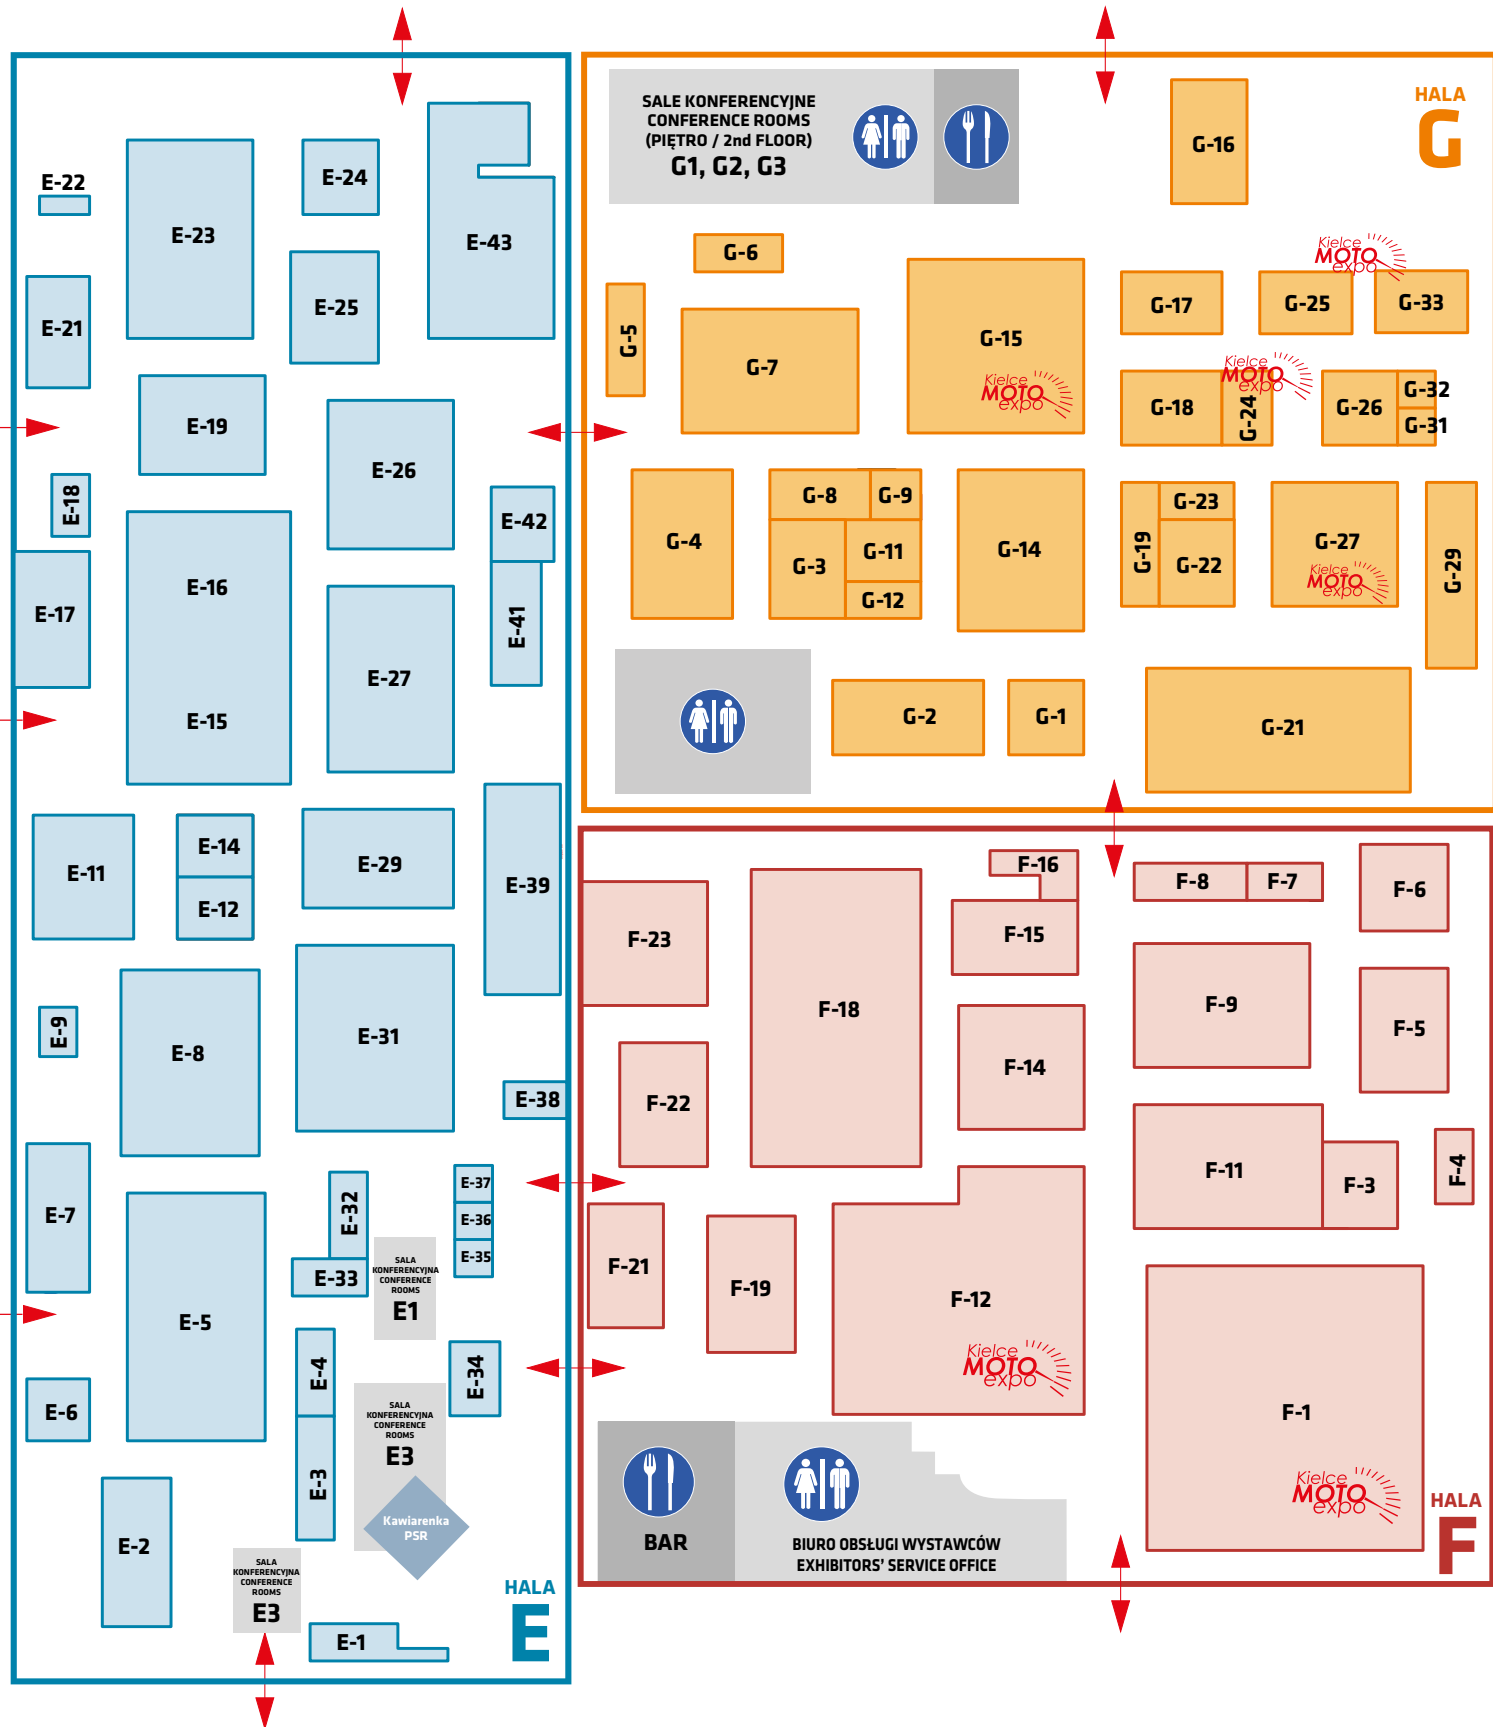 E-22
E-23
E-24
E-43
E-21
E-25
E-19
E-26
E-18
E-42
E-16
E-17
E-41
E-27
E-15
E-14
E-11
E-29
E-12
E-39
E-9
E-8
E-31
E-38
E-7
E-32
E-37
E-36
E-35
E-33
SALA
KONFERENCYJNA
CONFERENCE
ROOMS
E1
E-5
E-4
E-34
E-6
SALA
KONFERENCYJNA
CONFERENCE
ROOMS
E3
E-3
Kawiarenka
PSR
E-2
SALA
KONFERENCYJNA
CONFERENCE
ROOMS
E3
E-1
HALA
E
SALE KONFERENCYJNE
CONFERENCE ROOMS
(PIĘTRO / 2nd FLOOR)
G1, G2, G3
G-16
HALA
G
G-6
G-5
G-7
G-15
Kielce
MOTO
expo
G-17
G-25
Kielce
MOTO
expo
G-33
G-18
G-24
Kielce
MOTO
expo
G-26
G-32
G-31
G-4
G-8
G-9
G-3
G-11
G-12
G-14
G-19
G-23
G-22
G-27
Kielce
MOTO
expo
G-29
G-2
G-1
G-21
F-16
F-8
F-7
F-6
F-23
F-15
F-18
F-9
F-5
F-14
F-22
F-11
F-3
F-4
F-21
F-19
F-12
Kielce
MOTO
expo
F-1
Kielce
MOTO
expo
BAR
BIURO OBSŁUGI WYSTAWCÓW
EXHIBITORS' SERVICE OFFICE
HALA
F